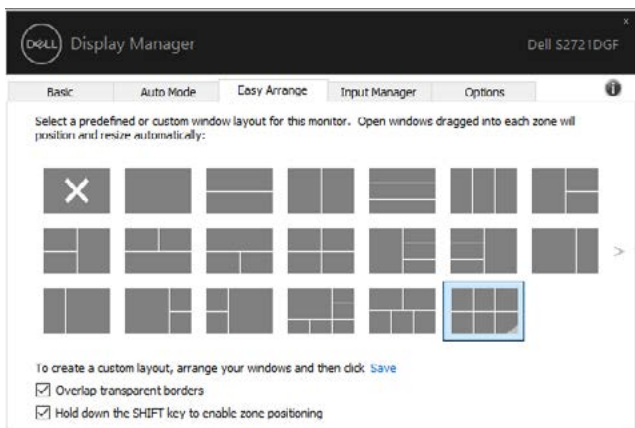 x
DELL Display Manager Dell S2721DGF
Basic Auto Mode Easy Arrange Input Manager Options
Select a predefined or custom window layout for this monitor. Open windows dragged into each zone will
position and resize automatically:
>
To create a custom layout, arrange your windows and then click Save
Overlap transparent borders
Hold down the SHIFT key to enable zone positioning